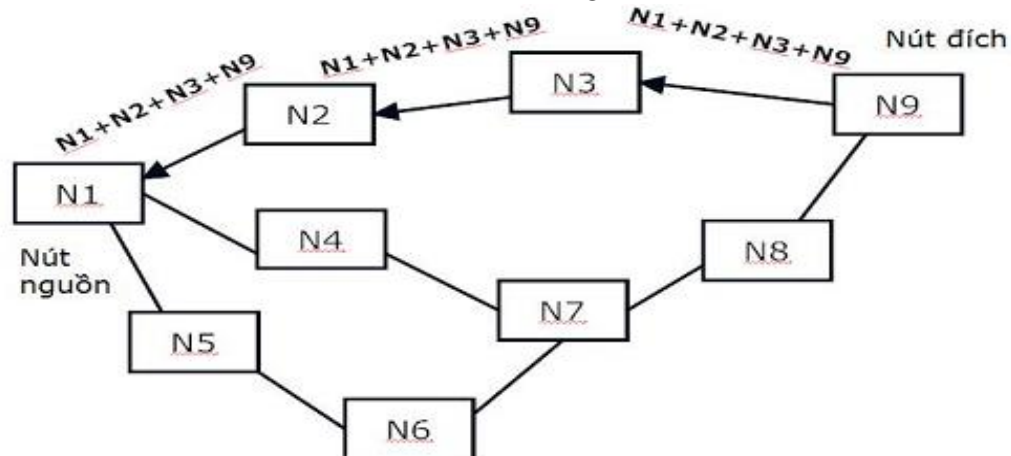 N1+N2+N3+N9
N1+N2+N3+N9
N1+N2+N3+N9
Nút đích
N3
N9
N2
N1
N4
N8
Nút
nguồn
N7
N5
N6